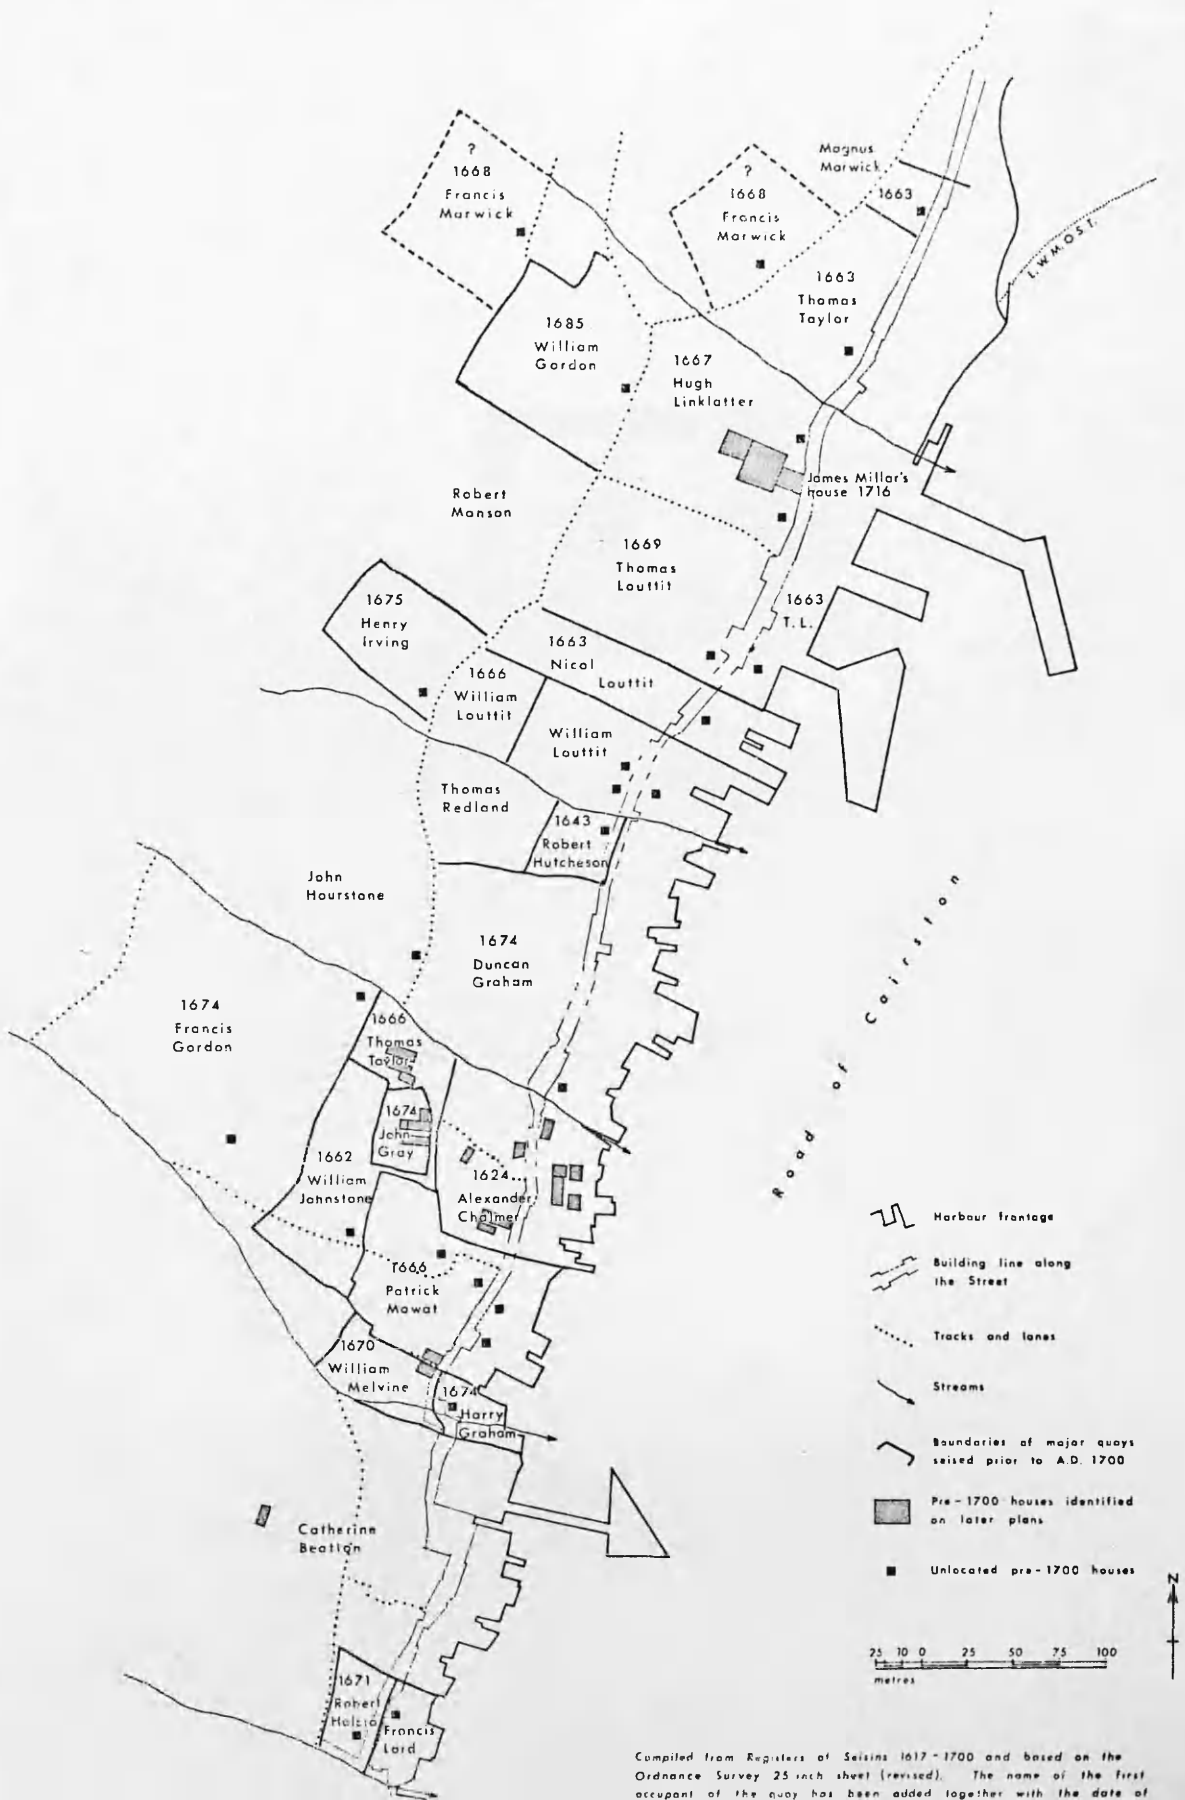 ?
1668
Francis
Marwick
?
1668
Francis
Marwick
Magnus
Marwick
1663
L.W.M.O.S.T.
1663
Thomas
Taylor
1685
William
Gordon
1667
Hugh
Linklatter
James Millar's
house 1716
Robert
Manson
1669
Thomas
Louttit
1663
T.L.
1675
Henry
Irving
1663
Nicol
Louttit
1666
William
Louttit
William
Louttit
Thomas
Redland
1643
Robert
Hutcheson
John
Hourstone
1674
Duncan
Graham
Road of Cairston
1674
Francis
Gordon
1666
Thomas
Taylor
1674
John
Gray
1662
William
Johnstone
1624
Alexander
Chalmer
1666
Patrick
Mowat
1670
William
Melvine
1674
Harry
Graham
Catherine
Beation
1671
Robert
Francis
Lord
Harbour frontage
Building line along
the Street
Tracks and lanes
Streams
Boundaries of major quays
seised prior to A.D. 1700
Pre-1700 houses identified
on later plans
Unlocated pre-1700 houses
N
25 10 0 25 50 75 100
metres
Compiled from Registers of Seisins 1617-1700 and based on the
Ordnance Survey 25 inch sheet (revised). The name of the first
occupant of the quay has been added together with the date of